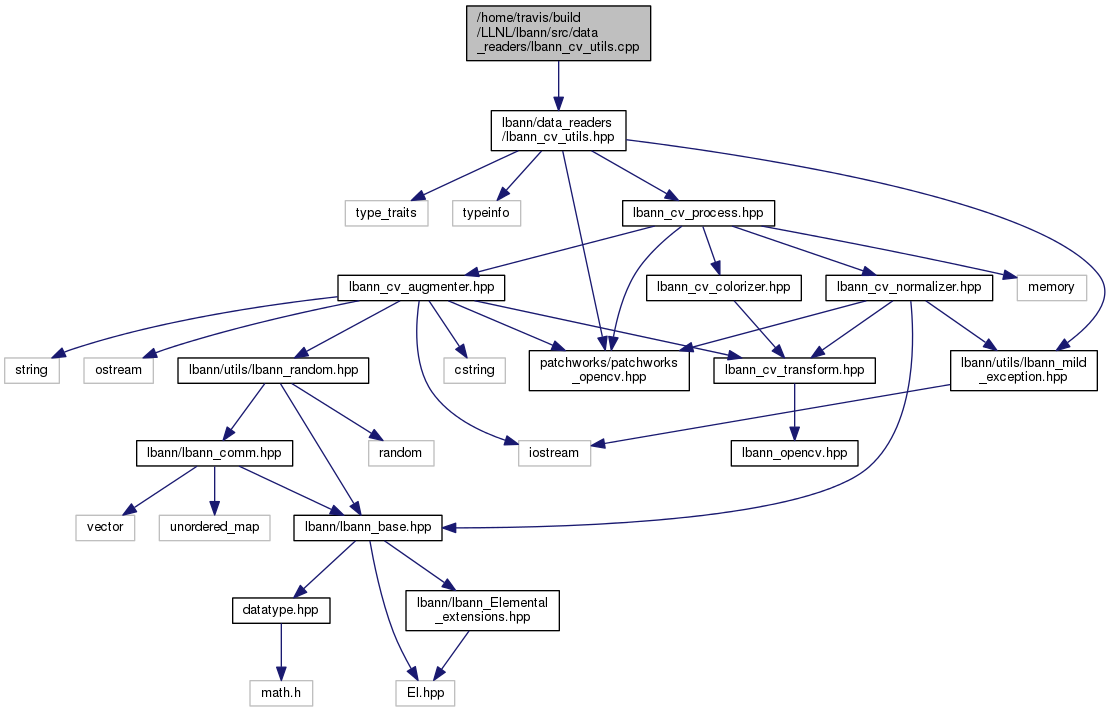 /home/travis/build
/LLNL/lbann/src/data
_readers/lbann_cv_utils.cpp
lbann/data_readers
/lbann_cv_utils.hpp
type_traits
typeinfo
lbann_cv_process.hpp
lbann_cv_augmenter.hpp
lbann_cv_colorizer.hpp
lbann_cv_normalizer.hpp
memory
string
ostream
lbann/utils/lbann_random.hpp
cstring
patchworks/patchworks
_opencv.hpp
lbann_cv_transform.hpp
lbann/utils/lbann_mild
_exception.hpp
lbann/lbann_comm.hpp
random
iostream
lbann_opencv.hpp
vector
unordered_map
lbann/lbann_base.hpp
datatype.hpp
lbann/lbann_Elemental
_extensions.hpp
math.h
El.hpp